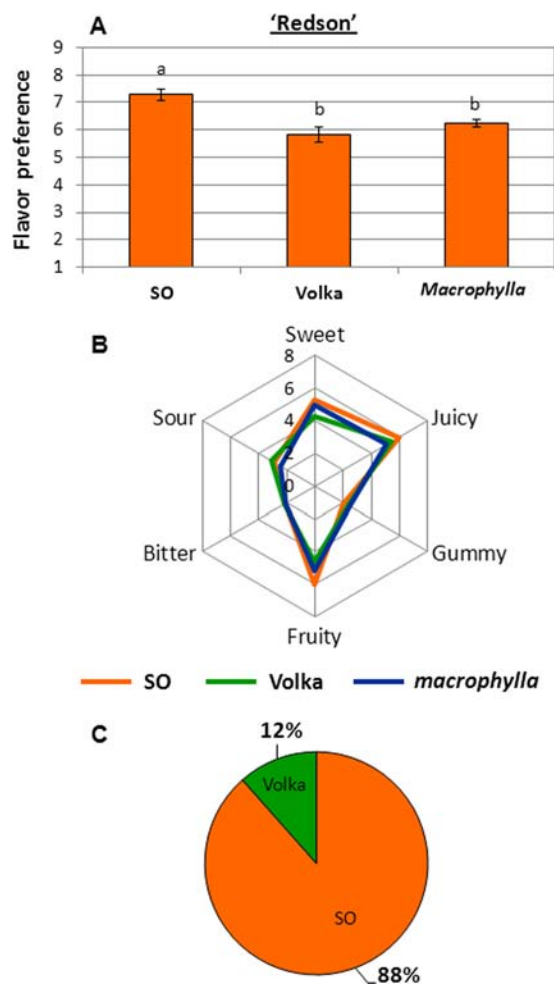 A
'Redson'
Flavor preference
9
8
7
6
5
4
3
2
1
a
b
b
SO
Volka
Macrophylla
B
Sweet
8
6
4
2
0
Sour
Juicy
Bitter
Gummy
Fruity
SO
Volka
macrophylla
C
12%
Volka
SO
88%